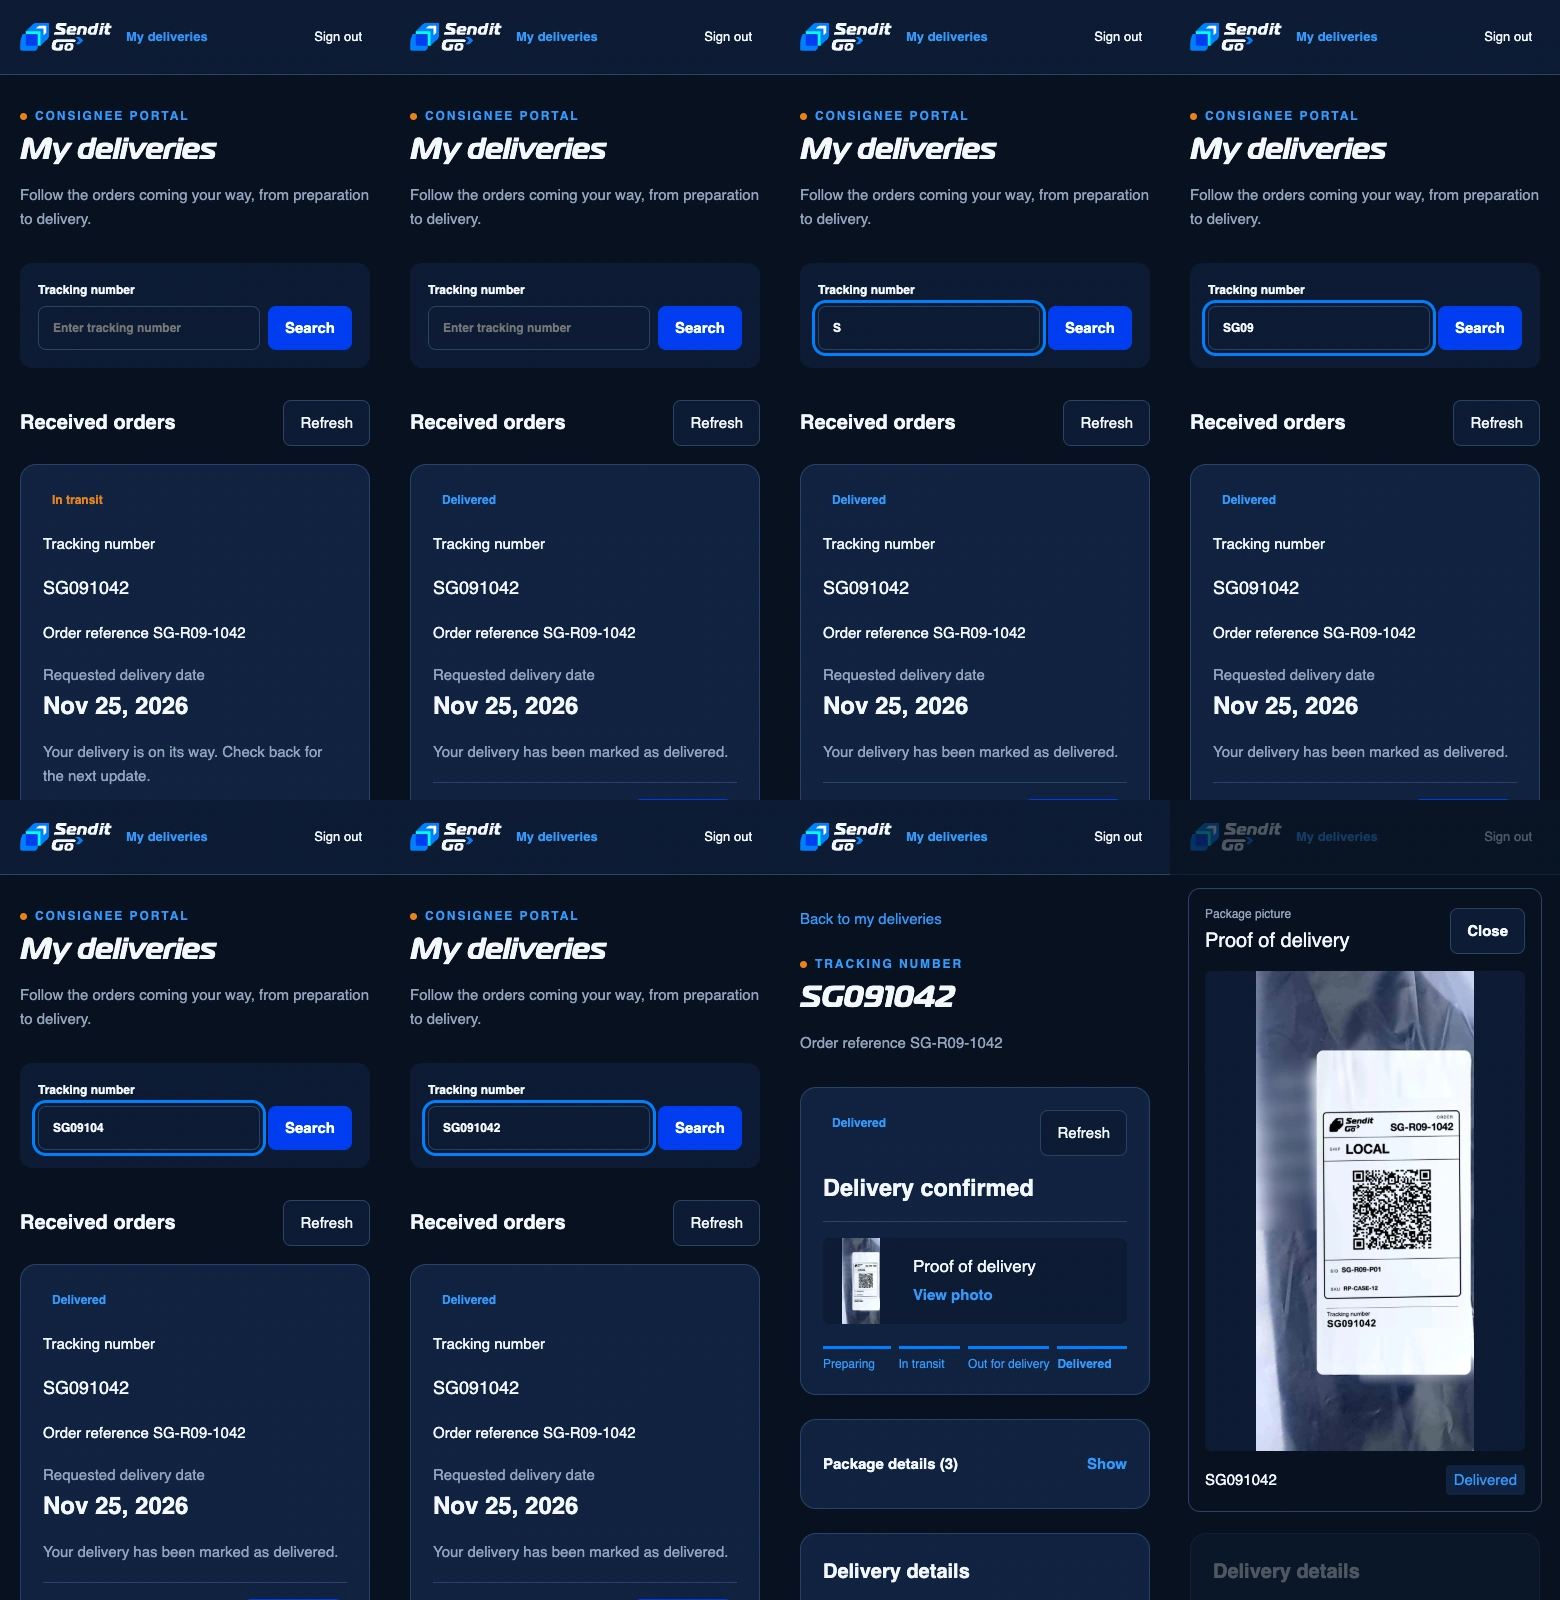 Sendit Go
My deliveries
Sign out
CONSIGNEE PORTAL
My deliveries
Follow the orders coming your way, from preparation
to delivery.
Tracking number
Enter tracking number
Search
Received orders
Refresh
In transit
Tracking number
SG091042
Order reference SG-R09-1042
Requested delivery date
Nov 25, 2026
Your delivery is on its way. Check back for
the next update.
Sendit Go
My deliveries
Sign out
CONSIGNEE PORTAL
My deliveries
Follow the orders coming your way, from preparation
to delivery.
Tracking number
Enter tracking number
Search
Received orders
Refresh
Delivered
Tracking number
SG091042
Order reference SG-R09-1042
Requested delivery date
Nov 25, 2026
Your delivery has been marked as delivered.
Sendit Go
My deliveries
Sign out
CONSIGNEE PORTAL
My deliveries
Follow the orders coming your way, from preparation
to delivery.
Tracking number
S
Search
Received orders
Refresh
Delivered
Tracking number
SG091042
Order reference SG-R09-1042
Requested delivery date
Nov 25, 2026
Your delivery has been marked as delivered.
Sendit Go
My deliveries
Sign out
CONSIGNEE PORTAL
My deliveries
Follow the orders coming your way, from preparation
to delivery.
Tracking number
SG09
Search
Received orders
Refresh
Delivered
Tracking number
SG091042
Order reference SG-R09-1042
Requested delivery date
Nov 25, 2026
Your delivery has been marked as delivered.
Sendit Go
My deliveries
Sign out
CONSIGNEE PORTAL
My deliveries
Follow the orders coming your way, from preparation
to delivery.
Tracking number
SG09104
Search
Received orders
Refresh
Delivered
Tracking number
SG091042
Order reference SG-R09-1042
Requested delivery date
Nov 25, 2026
Your delivery has been marked as delivered.
Sendit Go
My deliveries
Sign out
CONSIGNEE PORTAL
My deliveries
Follow the orders coming your way, from preparation
to delivery.
Tracking number
SG091042
Search
Received orders
Refresh
Delivered
Tracking number
SG091042
Order reference SG-R09-1042
Requested delivery date
Nov 25, 2026
Your delivery has been marked as delivered.
Sendit Go
My deliveries
Sign out
Back to my deliveries
TRACKING NUMBER
SG091042
Order reference SG-R09-1042
Delivered
Refresh
Delivery confirmed
Proof of delivery
View photo
Preparing
In transit
Out for delivery
Delivered
Package details (3)
Show
Delivery details
Sendit Go
My deliveries
Sign out
Package picture
Proof of delivery
Close
Sendit Go
ORDER
SG-R09-1042
LOCAL
SG-R09-P01
SKU RP-CASE-12
Tracking number
SG091042
SG091042
Delivered
Delivery details